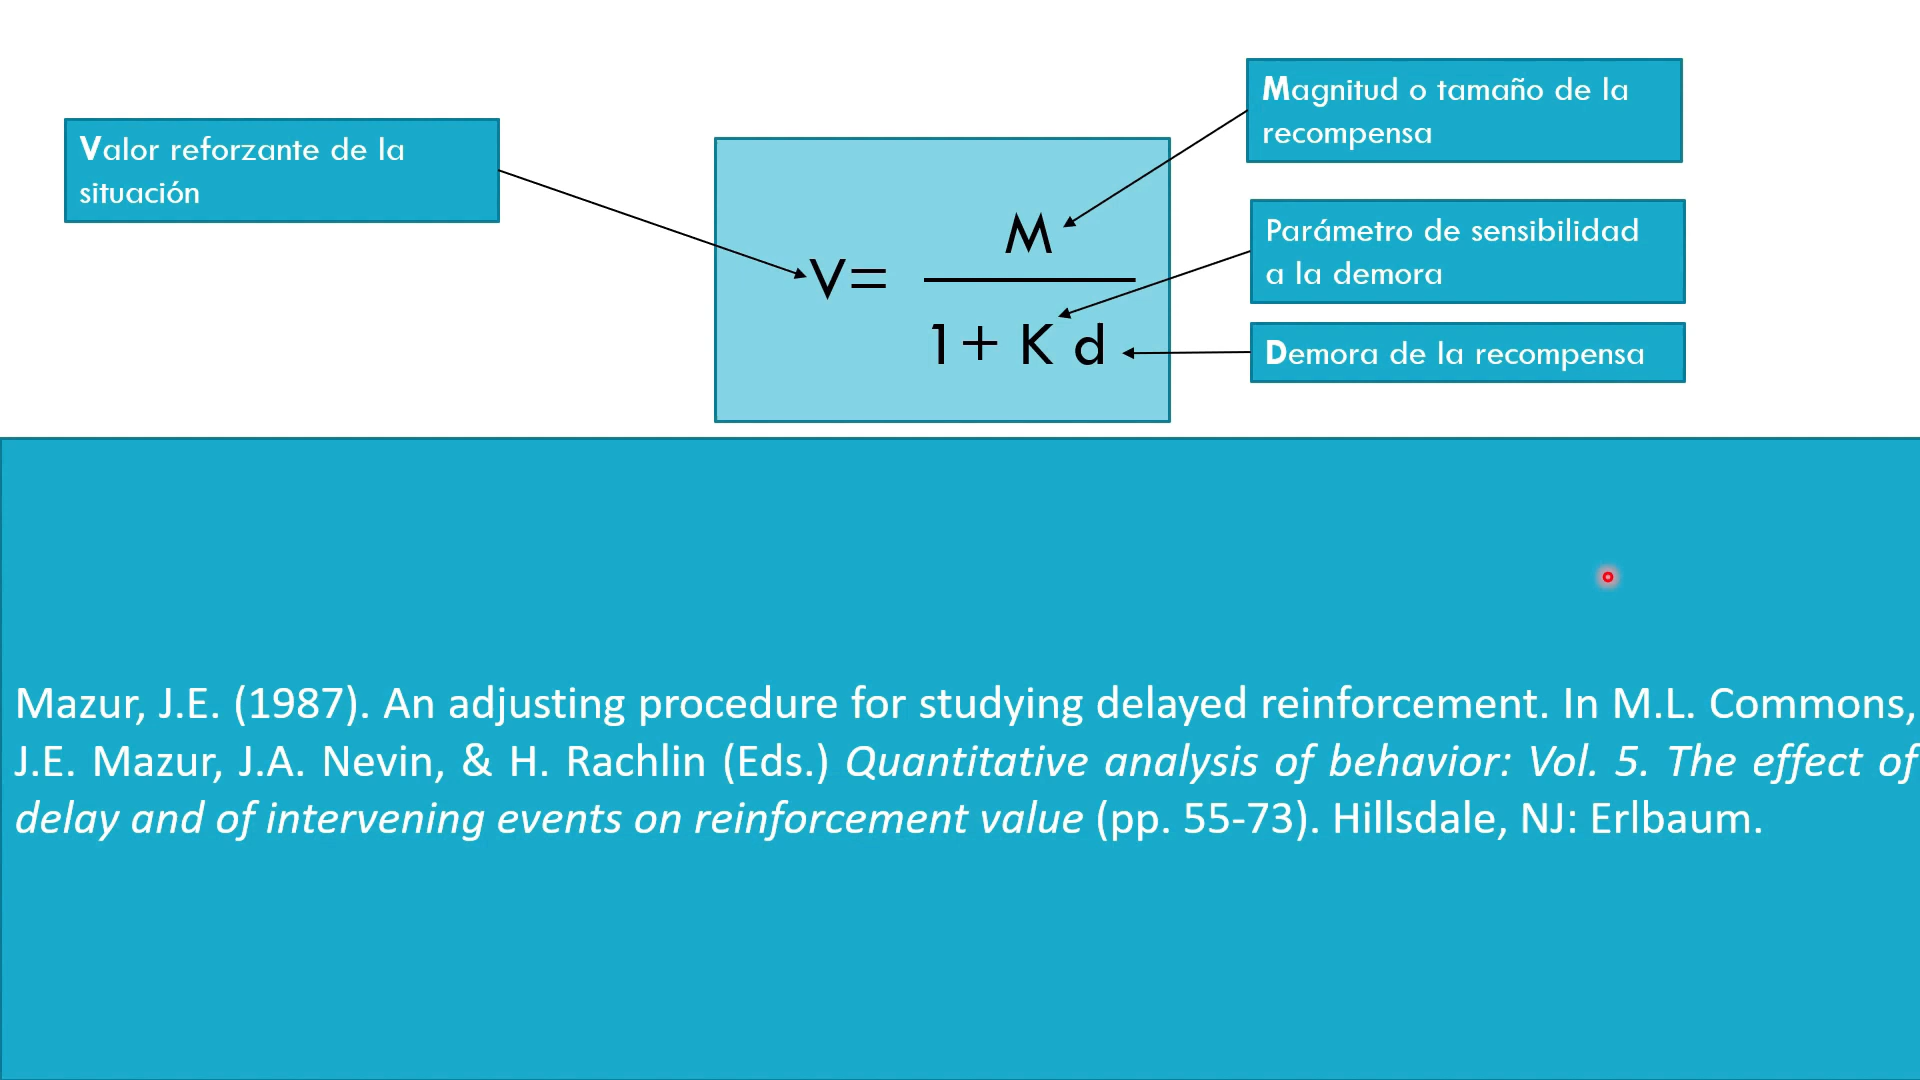 Valor reforzante de la
situación
Magnitud o tamaño de la
recompensa
Parámetro de sensibilidad
a la demora
Demora de la recompensa
V=
M
1+ K d
Mazur, J.E. (1987). An adjusting procedure for studying delayed reinforcement. In M.L. Commons,
J.E. Mazur, J.A. Nevin, & H. Rachlin (Eds.) Quantitative analysis of behavior: Vol. 5. The effect of
delay and of intervening events on reinforcement value (pp. 55-73). Hillsdale, NJ: Erlbaum.